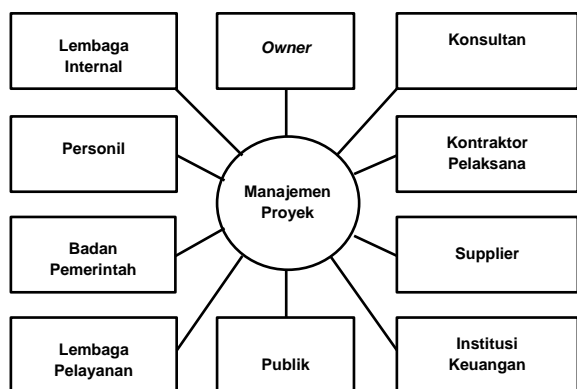 Lembaga
Internal
Owner
Konsultan
Personil
Kontraktor
Pelaksana
Manajemen
Proyek
Badan
Pemerintah
Supplier
Lembaga
Pelayanan
Publik
Institusi
Keuangan